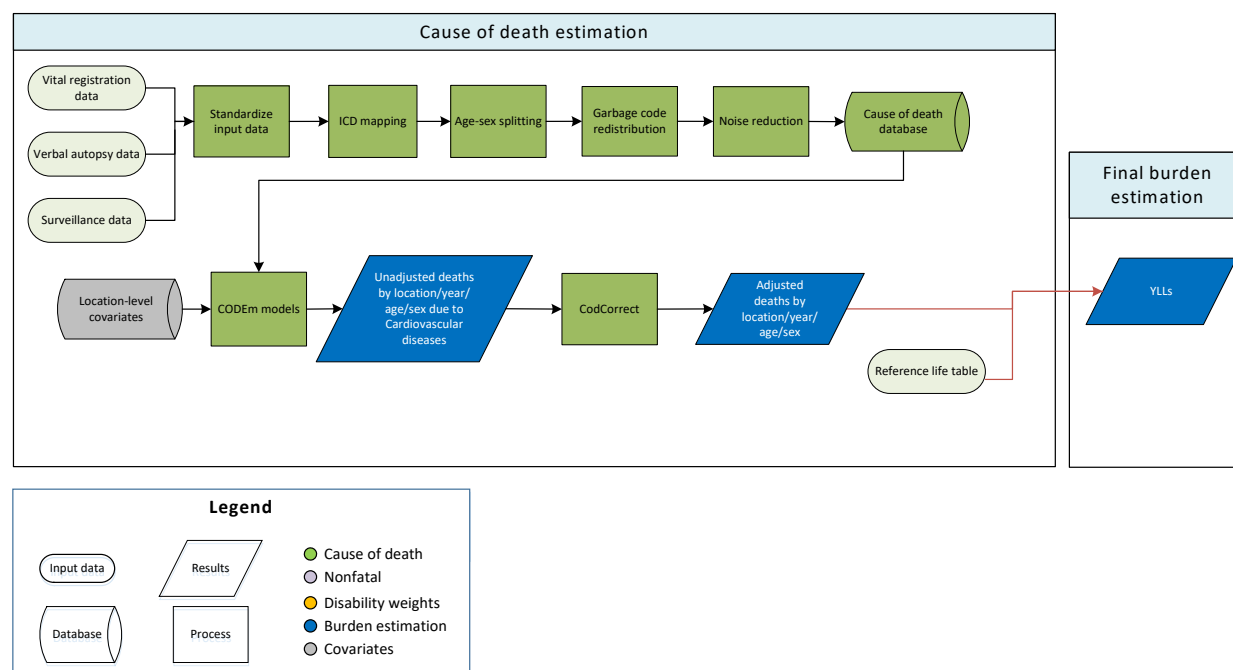 Cause of death estimation
Vital registration
data
Verbal autopsy data
Surveillance data
Standardize
input data
ICD mapping
Age-sex splitting
Garbage code
redistribution
Noise reduction
Cause of death
database
Final burden
estimation
Location-level
covariates
CODEm models
Unadjusted deaths
by location/year/
age/sex due to
Cardiovascular
diseases
CodCorrect
Adjusted
deaths by
location/year/
age/sex
YLLs
Reference life table
Legend
Input data
Results
Database
Process
Cause of death
Nonfatal
Disability weights
Burden estimation
Covariates